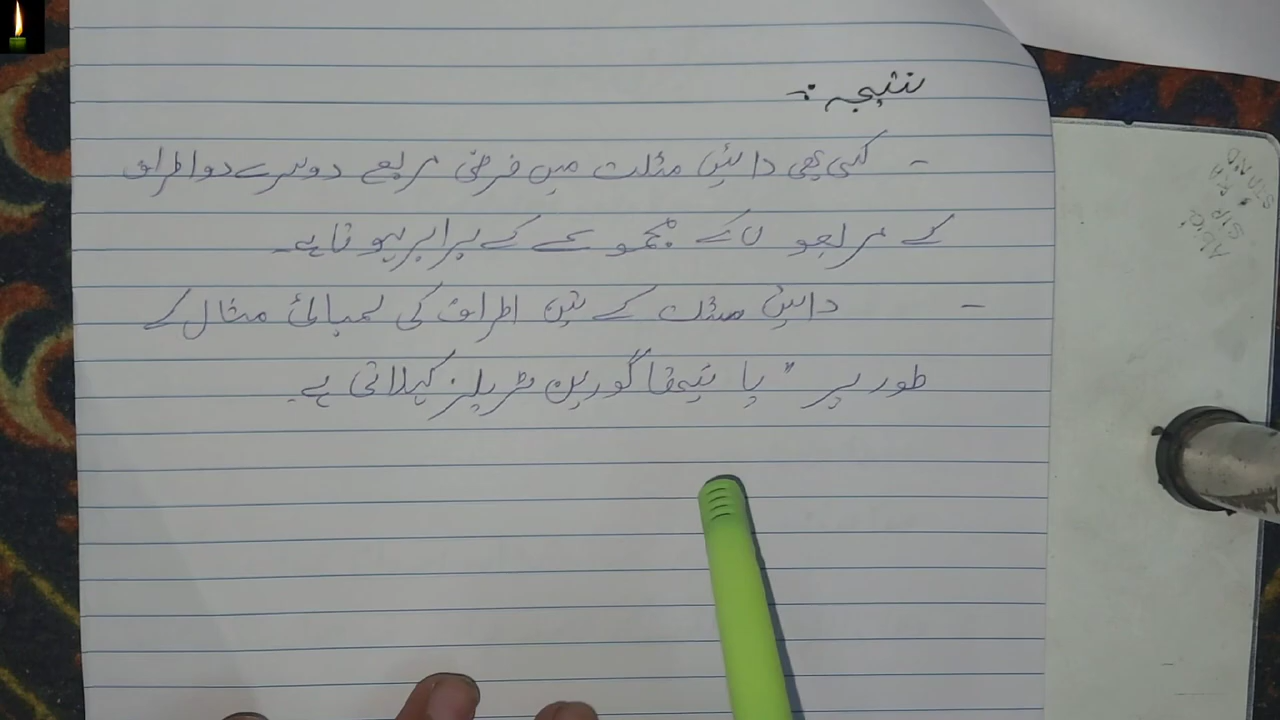 نتیجہ :-
- کسی بھی دائیں مثلث میں فرضی مربعے دوسرے دو اطراف
کے مربعوں کے مجموعے کے برابر ہوتا ہے۔
- دائیں مثلث کے تین اطراف کی لمبائی مثال کے
طور پر " پائیتھاگورین ٹرپلز کہلاتی ہے۔